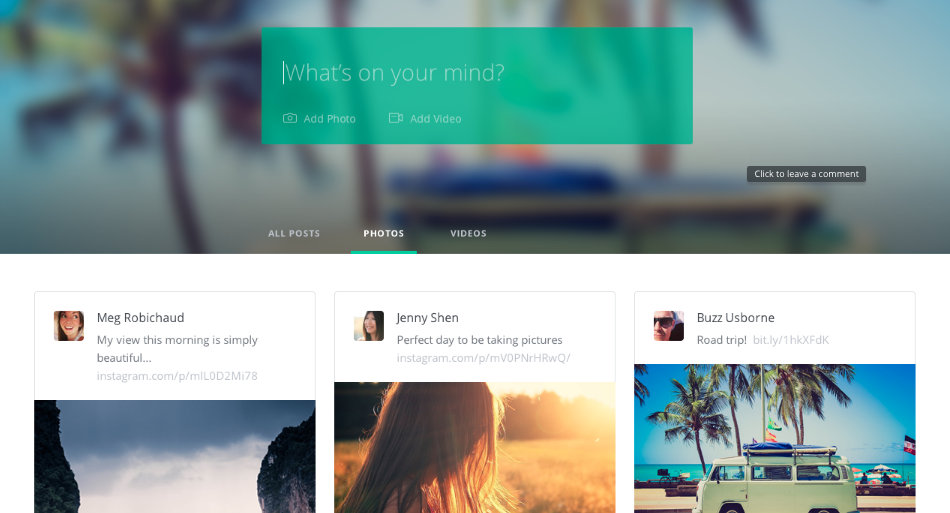 What's on your mind?
Add Photo
Add Video
Click to leave a comment
ALL POSTS
PHOTOS
VIDEOS
Meg Robichaud
My view this morning is simply
beautiful...
instagram.com/p/mlL0D2Mi78
Jenny Shen
Perfect day to be taking pictures
instagram.com/p/mV0PNrHRwQ/
Buzz Usborne
Road trip! bit.ly/1hkXFdK